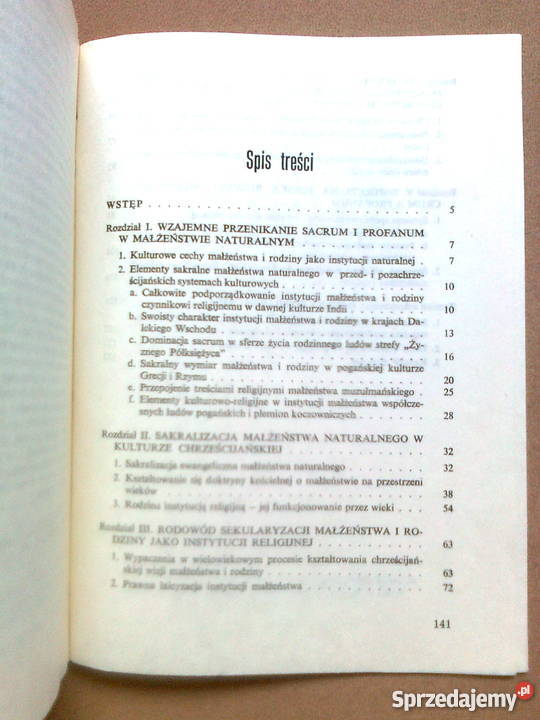 Spis treści
WSTĘP . . . . . . . . . . . . . . . . . . . . 5
Rozdział I. WZAJEMNE PRZENIKANIE SACRUM I PROFANUM
W MAŁŻEŃSTWIE NATURALNYM . . . . . . . . . . 7
1. Kulturowe cechy małżeństwa i rodziny jako instytucji naturalnej . 7
2. Elementy sakralne małżeństwa naturalnego w przed- i pozachrze-
ścijańskich systemach kulturowych . . . . . . . . . . . 10
a. Całkowite podporządkowanie instytucji małżeństwa i rodziny
czynnikowi religijnemu w dawnej kulturze Indii . . . . . . 10
b. Swoisty charakter instytucji małżeństwa i rodziny w krajach Da-
lekiego Wschodu . . . . . . . . . . . . . . . 13
c. Dominacja sacrum w sferze życia rodzinnego ludów strefy „Ży-
znego Półksiężyca” . . . . . . . . . . . . . . . 16
d. Sakralny wymiar małżeństwa i rodziny w pogańskiej kulturze
Grecji i Rzymu . . . . . . . . . . . . . . . . 20
e. Przepojenie treściami religijnymi małżeństwa muzułmańskiego . 25
f. Elementy kulturowo-religijne w instytucji małżeństwa współcze-
snych ludów pogańskich i plemion koczowniczych . . . . . 28
Rozdział II. SAKRALIZACJA MAŁŻEŃSTWA NATURALNEGO W
KULTURZE CHRZEŚCIJAŃSKIEJ . . . . . . . . . . 32
1. Sakralizacja ewangeliczna małżeństwa naturalnego . . . . . . 32
2. Kształtowanie się doktryny kościelnej o małżeństwie na przestrzeni
wieków . . . . . . . . . . . . . . . . . . 38
3. Rodzina instytucją religijną – jej funkcjonowanie przez wieki . . 54
Rozdział III. RODOWÓD SEKULARYZACJI MAŁŻEŃSTWA I RO-
DZINY JAKO INSTYTUCJI RELIGIJNEJ . . . . . . . . 63
1. Wypaczenia w wielowiekowym procesie kształtowania chrześcijań-
skiej wizji małżeństwa i rodziny . . . . . . . . . . . . 63
2. Prawna laicyzacja instytucji małżeństwa . . . . . . . . . 72
141
Sprzedajemy.pl